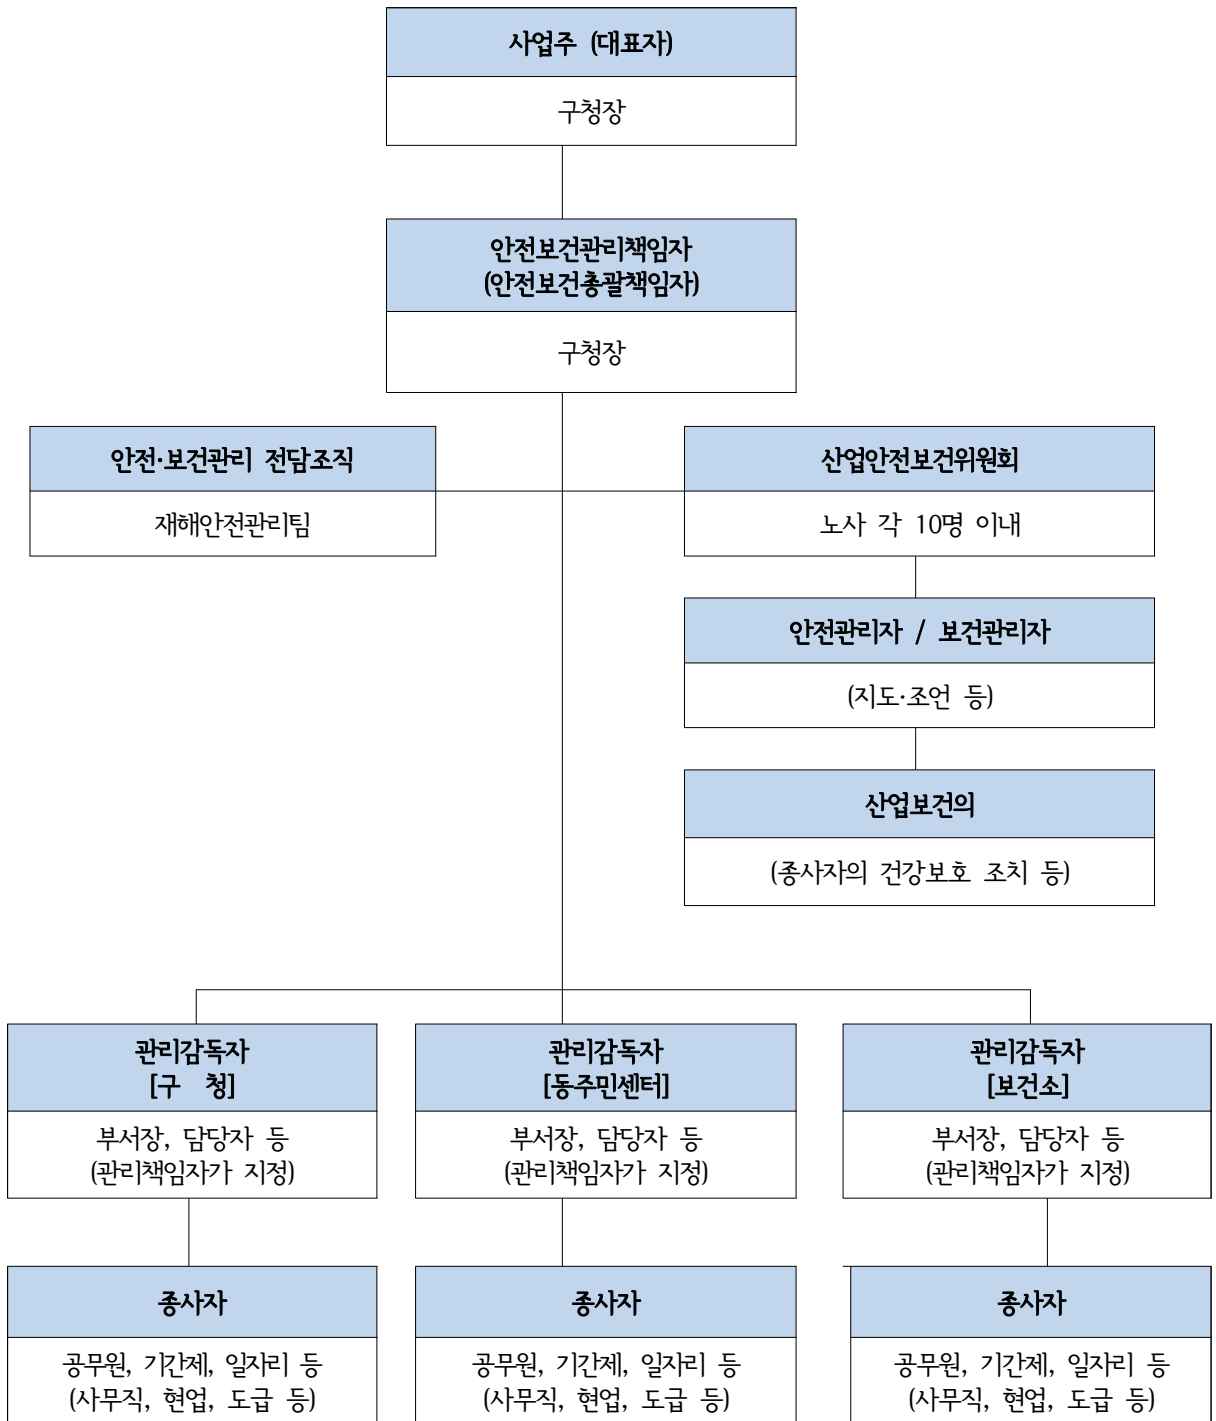 사업주 (대표자)
구청장
안전보건관리책임자
(안전보건총괄책임자)
구청장
안전·보건관리 전담조직
재해안전관리팀
산업안전보건위원회
노사 각 10명 이내
안전관리자 / 보건관리자
(지도·조언 등)
산업보건의
(종사자의 건강보호 조치 등)
관리감독자
[구 청]
부서장, 담당자 등
(관리책임자가 지정)
관리감독자
[동주민센터]
부서장, 담당자 등
(관리책임자가 지정)
관리감독자
[보건소]
부서장, 담당자 등
(관리책임자가 지정)
종사자
공무원, 기간제, 일자리 등
(사무직, 현업, 도급 등)
종사자
공무원, 기간제, 일자리 등
(사무직, 현업, 도급 등)
종사자
공무원, 기간제, 일자리 등
(사무직, 현업, 도급 등)